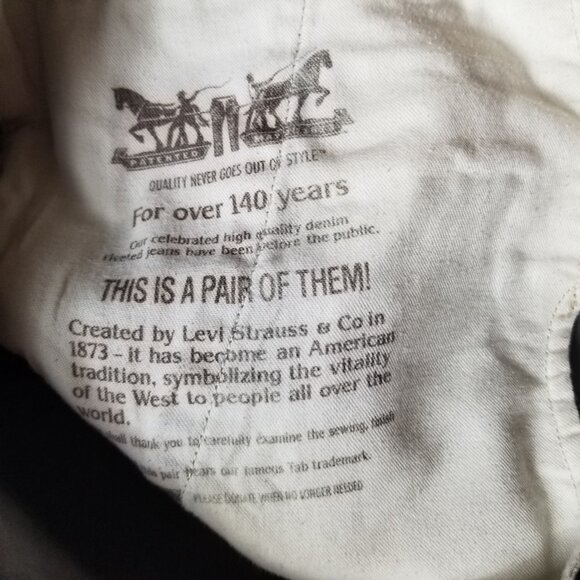 PATENTED
QUALITY NEVER GOES OUT OF STYLE™
For over 140 years
Our celebrated high quality denim
riveted jeans have been before the public.
THIS IS A PAIR OF THEM!
Created by Levi Strauss & Co in
1873 – it has become an American
tradition, symbolizing the vitality
of the West to people all over the
world.
shall thank you to carefully examine the sewing, finish
this pair bears our famous Tab trademark.
PLEASE DONATE WHEN NO LONGER NEEDED